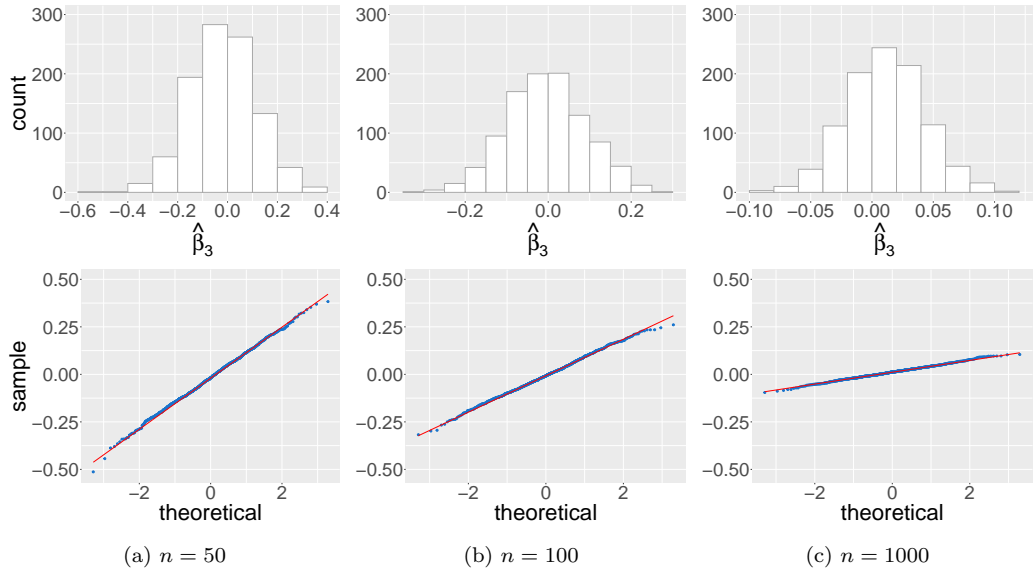 300
200
100
0
count
−0.6 −0.4 −0.2 0.0 0.2 0.4
β̂₃
300
200
100
0
−0.2 0.0 0.2
β̂₃
300
200
100
0
−0.10 −0.05 0.00 0.05 0.10
β̂₃
0.50
0.25
0.00
−0.25
−0.50
sample
−2 0 2
theoretical
0.50
0.25
0.00
−0.25
−0.50
−2 0 2
theoretical
0.50
0.25
0.00
−0.25
−0.50
−2 0 2
theoretical
(a) n = 50
(b) n = 100
(c) n = 1000